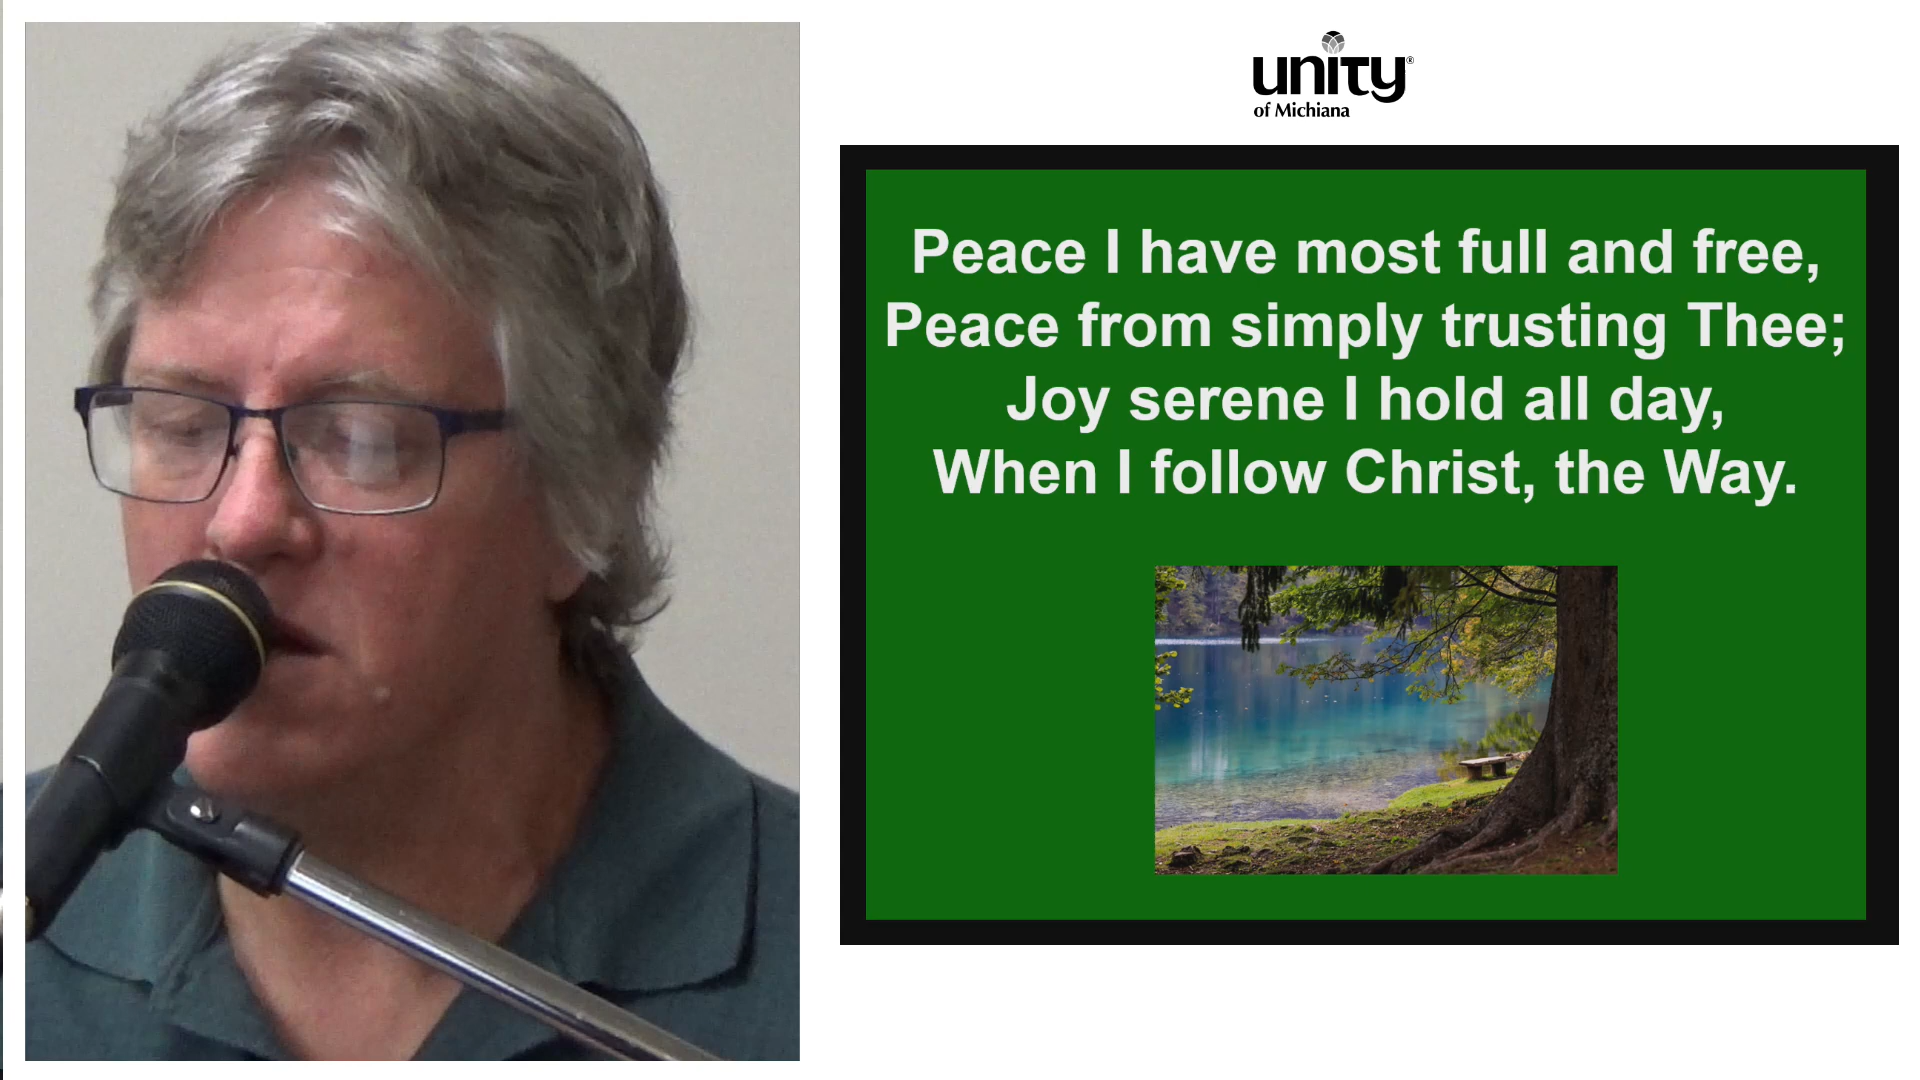 unity®
of Michiana
Peace I have most full and free,
Peace from simply trusting Thee;
Joy serene I hold all day,
When I follow Christ, the Way.